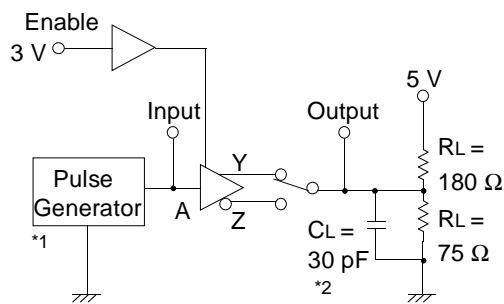 Enable
3 V
Input
Output
5 V
Y
Z
A
Pulse
Generator
*1
CL =
30 pF
*2
RL =
180 Ω
RL =
75 Ω